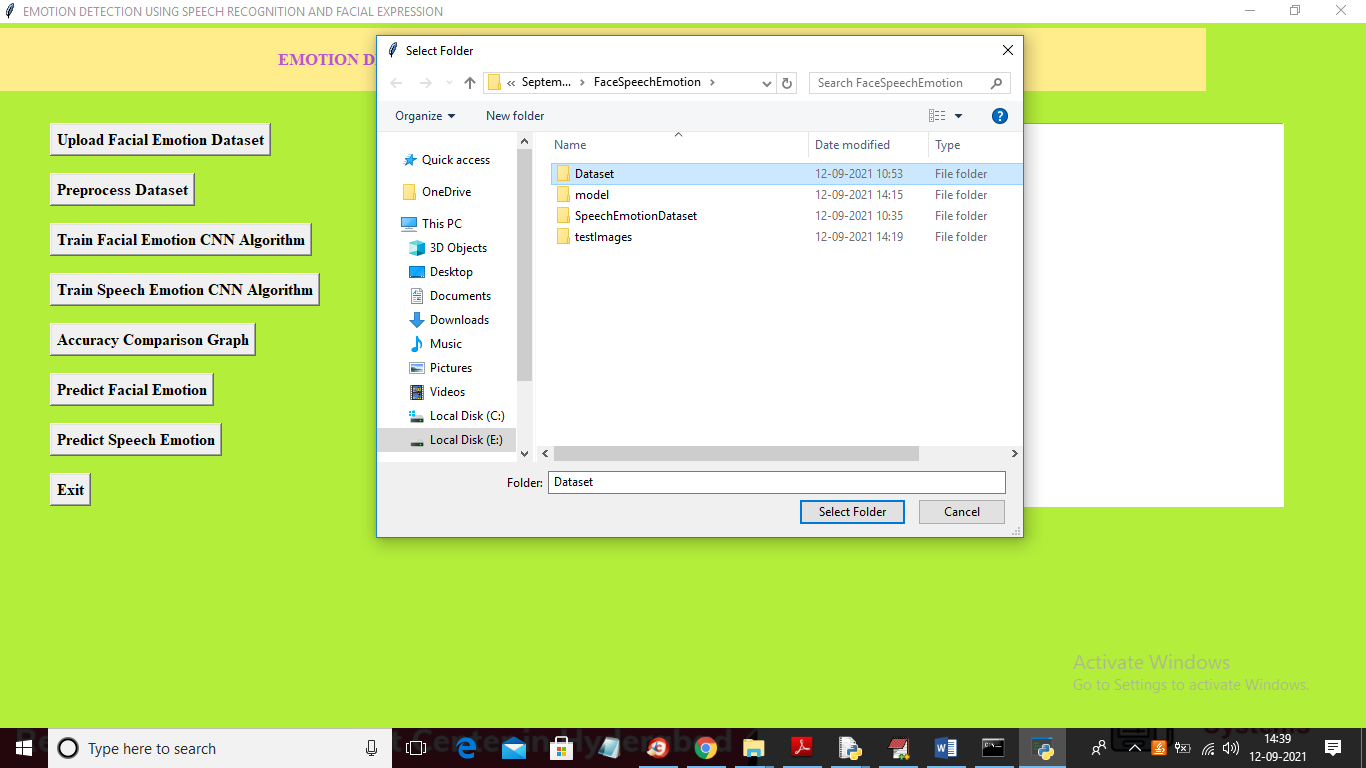 EMOTION DETECTION USING SPEECH RECOGNITION AND FACIAL EXPRESSION
EMOTION D
Upload Facial Emotion Dataset
Preprocess Dataset
Train Facial Emotion CNN Algorithm
Train Speech Emotion CNN Algorithm
Accuracy Comparison Graph
Predict Facial Emotion
Predict Speech Emotion
Exit
Select Folder
« Septem... › FaceSpeechEmotion ›
Search FaceSpeechEmotion
Organize
New folder
?
Quick access
OneDrive
This PC
3D Objects
Desktop
Documents
Downloads
Music
Pictures
Videos
Local Disk (C:)
Local Disk (E:)
Name Date modified Type
Dataset 12-09-2021 10:53 File folder
model 12-09-2021 14:15 File folder
SpeechEmotionDataset 12-09-2021 10:35 File folder
testImages 12-09-2021 14:19 File folder
Folder: Dataset
Select Folder
Cancel
Activate Windows
Go to Settings to activate Windows.
Type here to search
14:39
12-09-2021